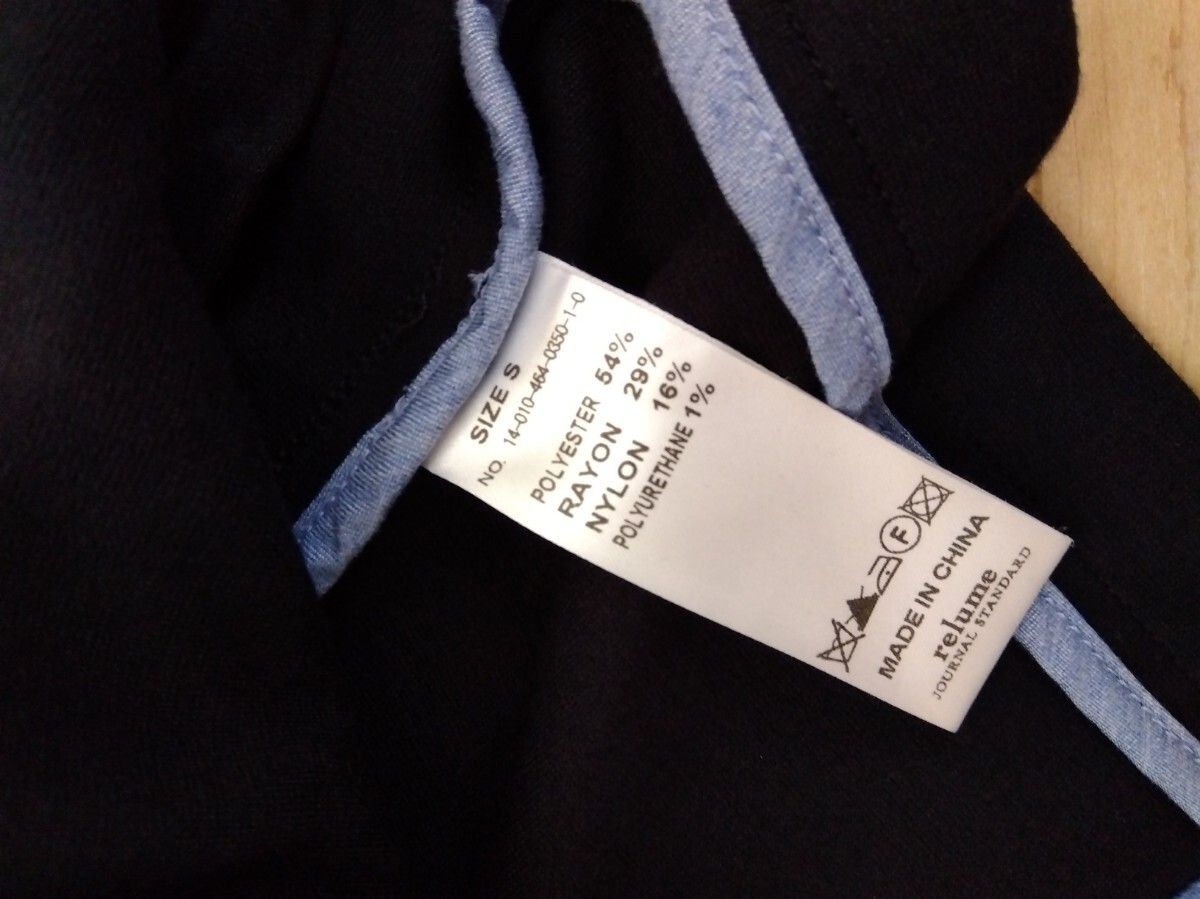 SIZE S
NO. 14-010-464-0350-1-0
POLYESTER 54%
RAYON 29%
NYLON 16%
POLYURETHANE 1%
F
MADE IN CHINA
relume
JOURNAL STANDARD